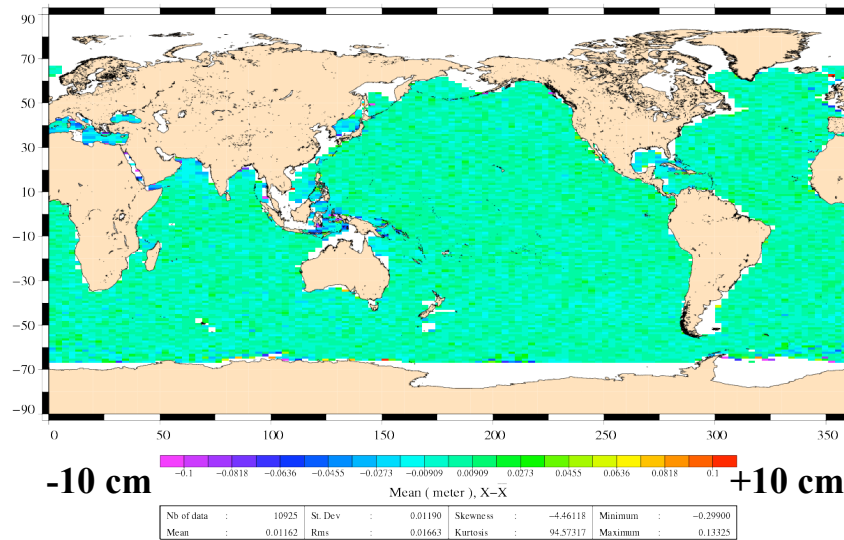 90
70
50
30
10
−10
−30
−50
−70
−90
0 50 100 150 200 250 300 350
-10 cm +10 cm
−0.1 −0.0818 −0.0636 −0.0455 −0.0273 −0.00909 0.00909 0.0273 0.0455 0.0636 0.0818 0.1
Mean ( meter ), X−X̅
Nb of data : 10925 St. Dev : 0.01190 Skewness : −4.46118 Minimum : −0.29900
Mean : 0.01162 Rms : 0.01663 Kurtosis : 94.57317 Maximum : 0.13325